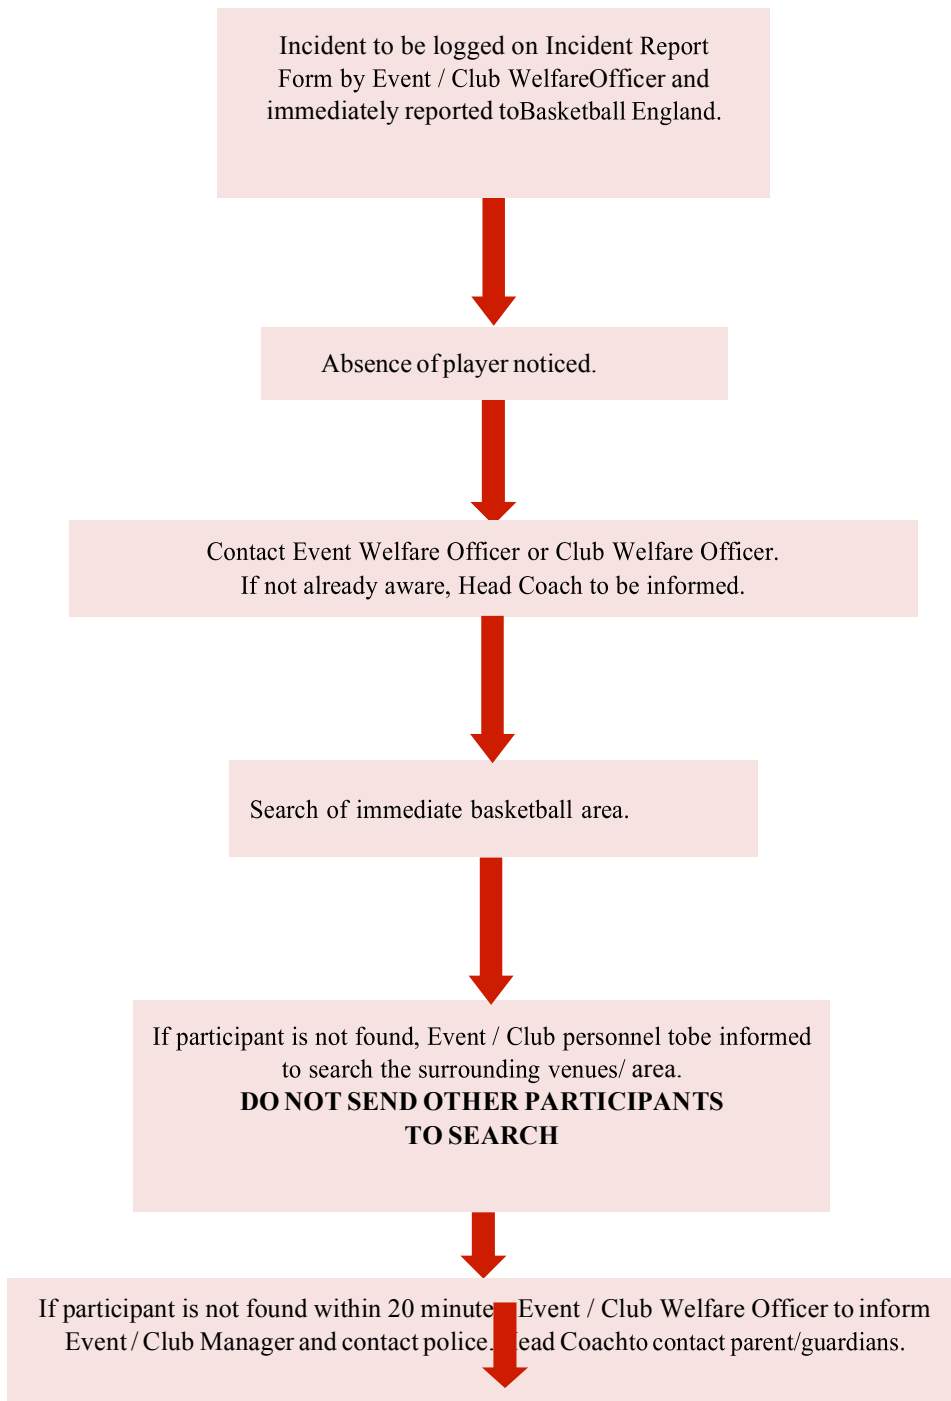 Incident to be logged on Incident Report
Form by Event / Club WelfareOfficer and
immediately reported toBasketball England.
Absence of player noticed.
Contact Event Welfare Officer or Club Welfare Officer.
If not already aware, Head Coach to be informed.
Search of immediate basketball area.
If participant is not found, Event / Club personnel tobe informed
to search the surrounding venues/ area.
DO NOT SEND OTHER PARTICIPANTS
TO SEARCH
If participant is not found within 20 minute Event / Club Welfare Officer to inform
Event / Club Manager and contact police. ead Coachto contact parent/guardians.